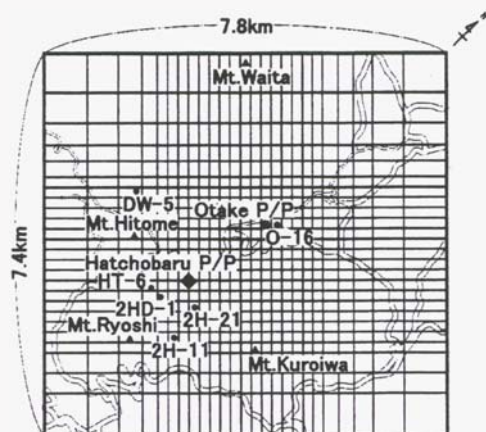 7.8km
Mt.Waita
DW-5
Otake P/P
Mt.Hitome
O-16
7.4km
Hatchobaru P/P
HT-6
2HD-1
2H-21
Mt.Ryoshi
2H-11
Mt.Kuroiwa